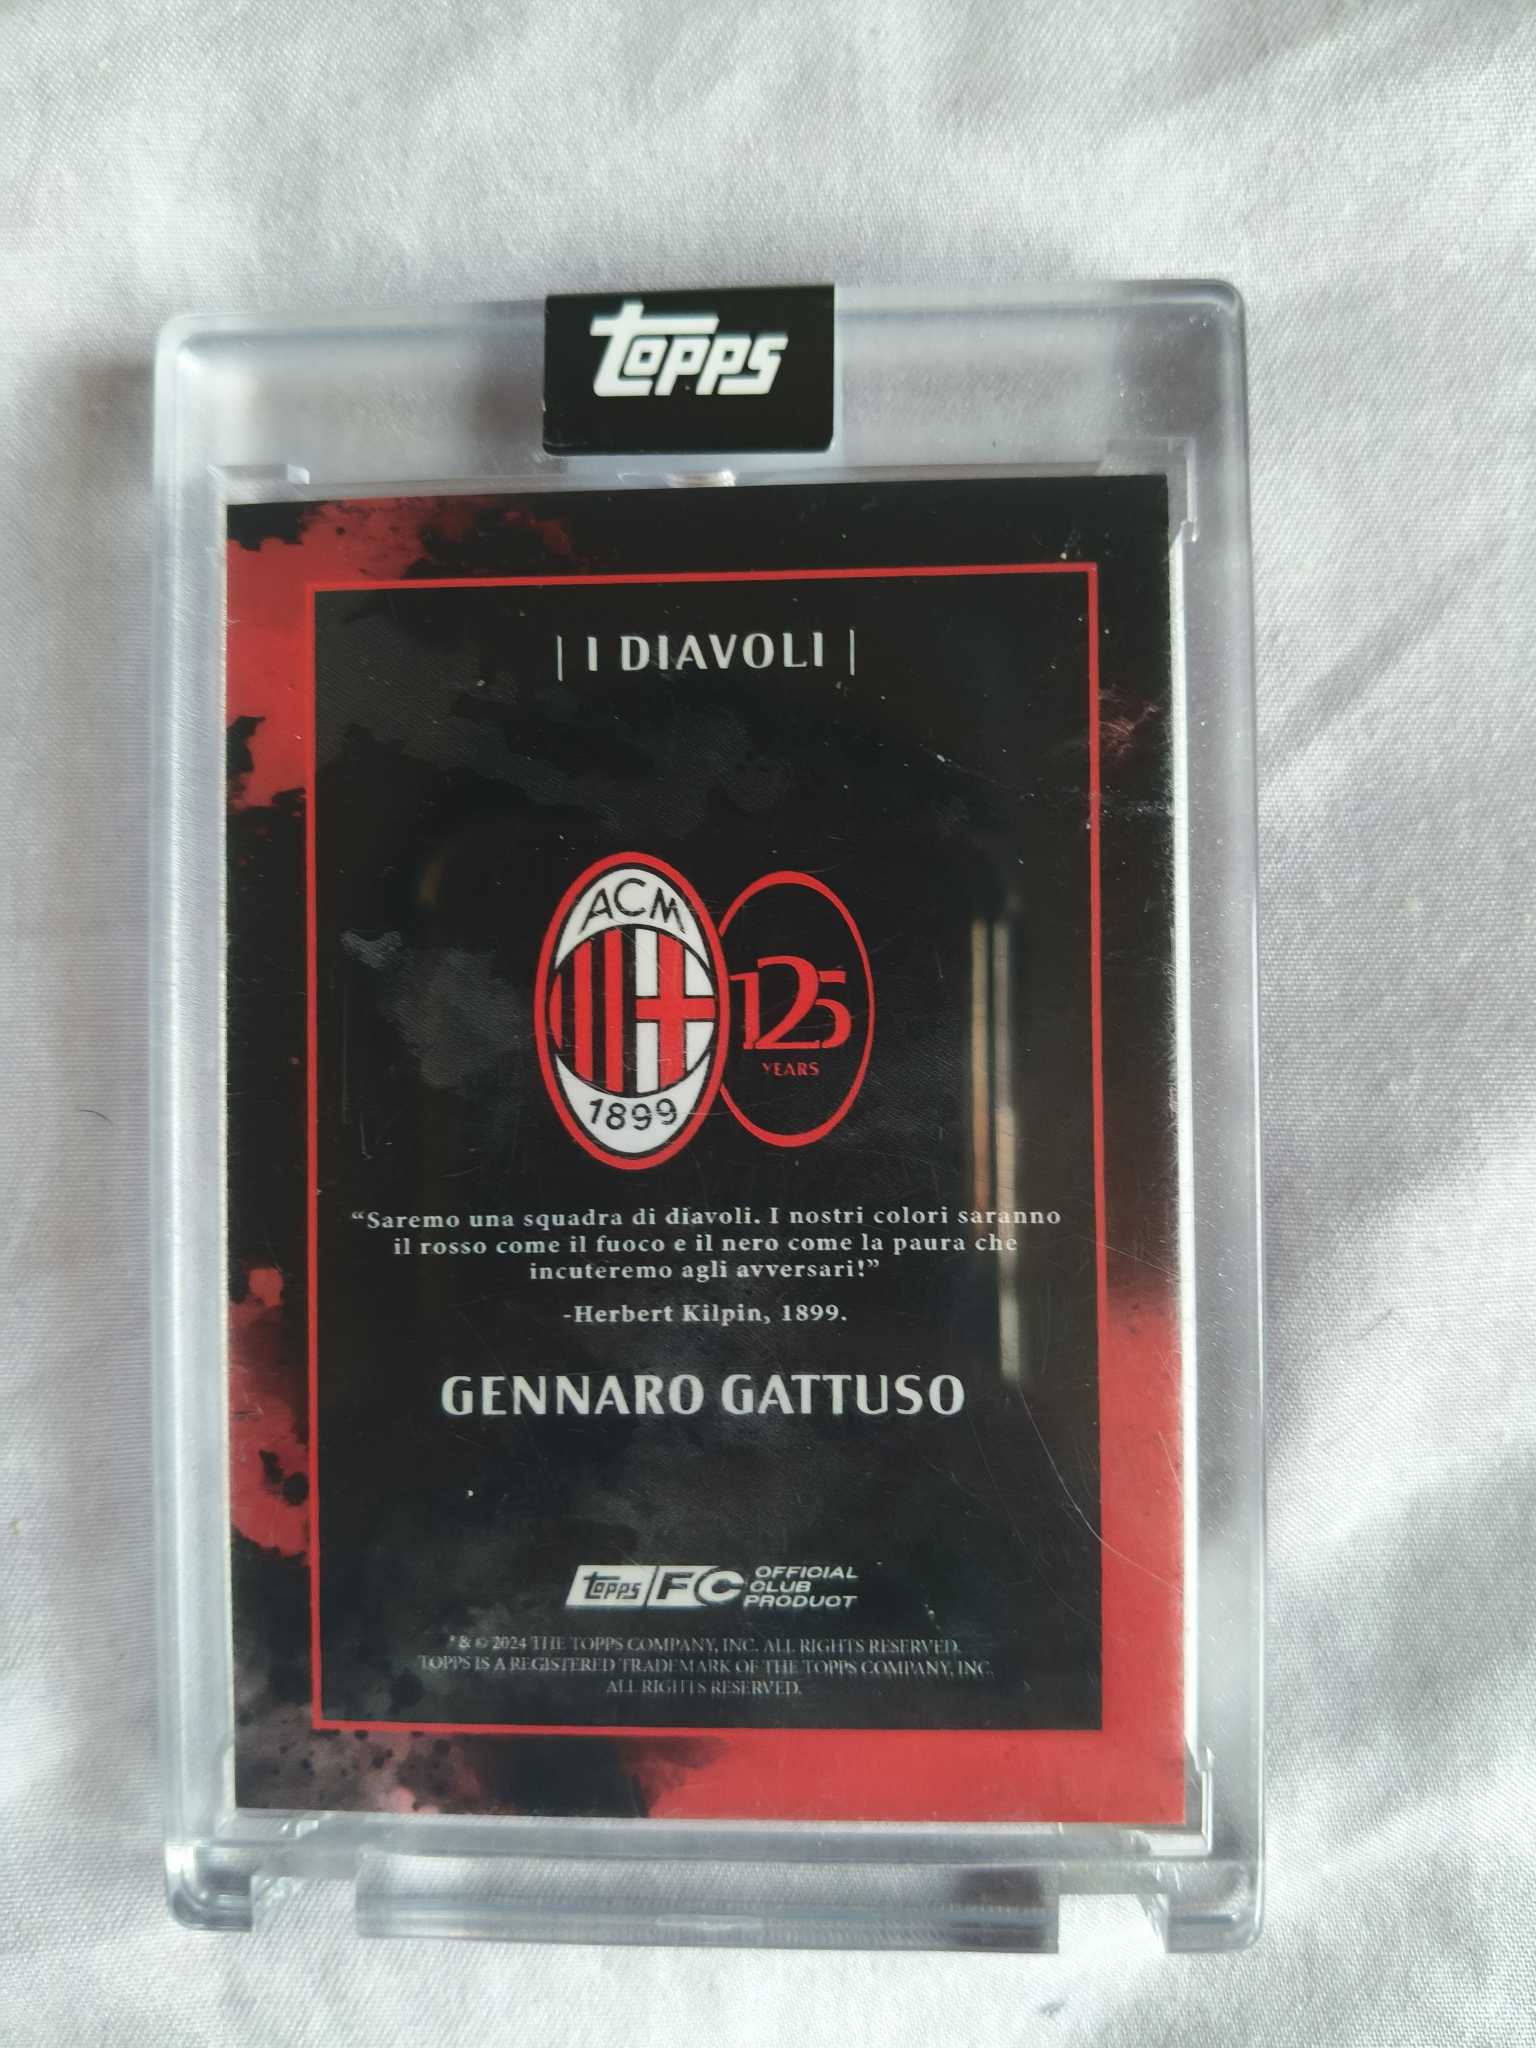 topps
| I DIAVOLI |
ACM
1899
125
YEARS
“Saremo una squadra di diavoli. I nostri colori saranno
il rosso come il fuoco e il nero come la paura che
incuteremo agli avversari!”
-Herbert Kilpin, 1899.
GENNARO GATTUSO
topps FC OFFICIAL
CLUB
PRODUCT
® & © 2024 THE TOPPS COMPANY, INC. ALL RIGHTS RESERVED.
TOPPS IS A REGISTERED TRADEMARK OF THE TOPPS COMPANY, INC.
ALL RIGHTS RESERVED.